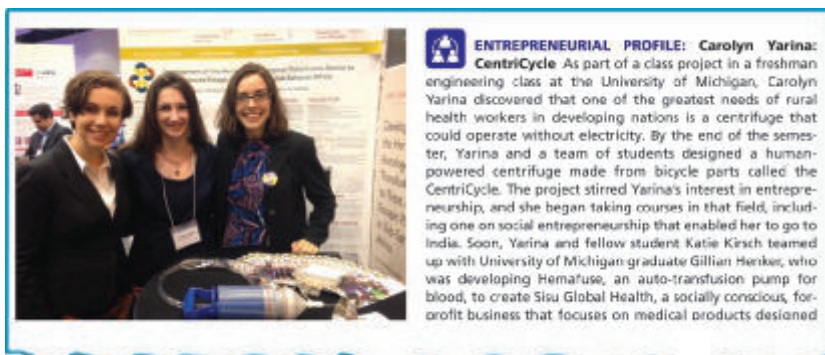 ENTREPRENEURIAL PROFILE: Carolyn Yarina:
CentriCycle As part of a class project in a freshman
engineering class at the University of Michigan, Carolyn
Yarina discovered that one of the greatest needs of rural
health workers in developing nations is a centrifuge that
could operate without electricity. By the end of the semes-
ter, Yarina and a team of students designed a human-
powered centrifuge made from bicycle parts called the
CentriCycle. The project stirred Yarina's interest in entrepre-
neurship, and she began taking courses in that field, includ-
ing one on social entrepreneurship that enabled her to go to
India. Soon, Yarina and fellow student Katie Kirsch teamed
up with University of Michigan graduate Gillian Henker, who
was developing Hemafuse, an auto-transfusion pump for
blood, to create Sisu Global Health, a socially conscious, for-
profit business that focuses on medical products designed